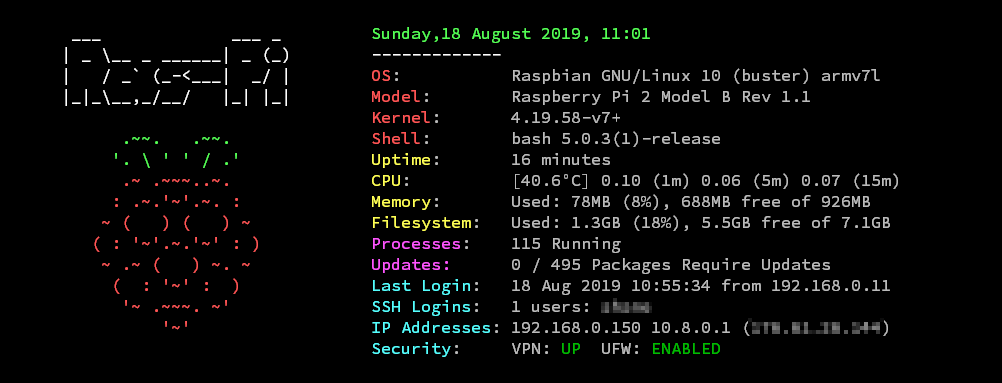 Ras-Pi
Sunday,18 August 2019, 11:01
-------------
OS: Raspbian GNU/Linux 10 (buster) armv7l
Model: Raspberry Pi 2 Model B Rev 1.1
Kernel: 4.19.58-v7+
Shell: bash 5.0.3(1)-release
Uptime: 16 minutes
CPU: [40.6°C] 0.10 (1m) 0.06 (5m) 0.07 (15m)
Memory: Used: 78MB (8%), 688MB free of 926MB
Filesystem: Used: 1.3GB (18%), 5.5GB free of 7.1GB
Processes: 115 Running
Updates: 0 / 495 Packages Require Updates
Last Login: 18 Aug 2019 10:55:34 from 192.168.0.11
SSH Logins: 1 users:
IP Addresses: 192.168.0.150 10.8.0.1 ( )
Security: VPN: UP UFW: ENABLED